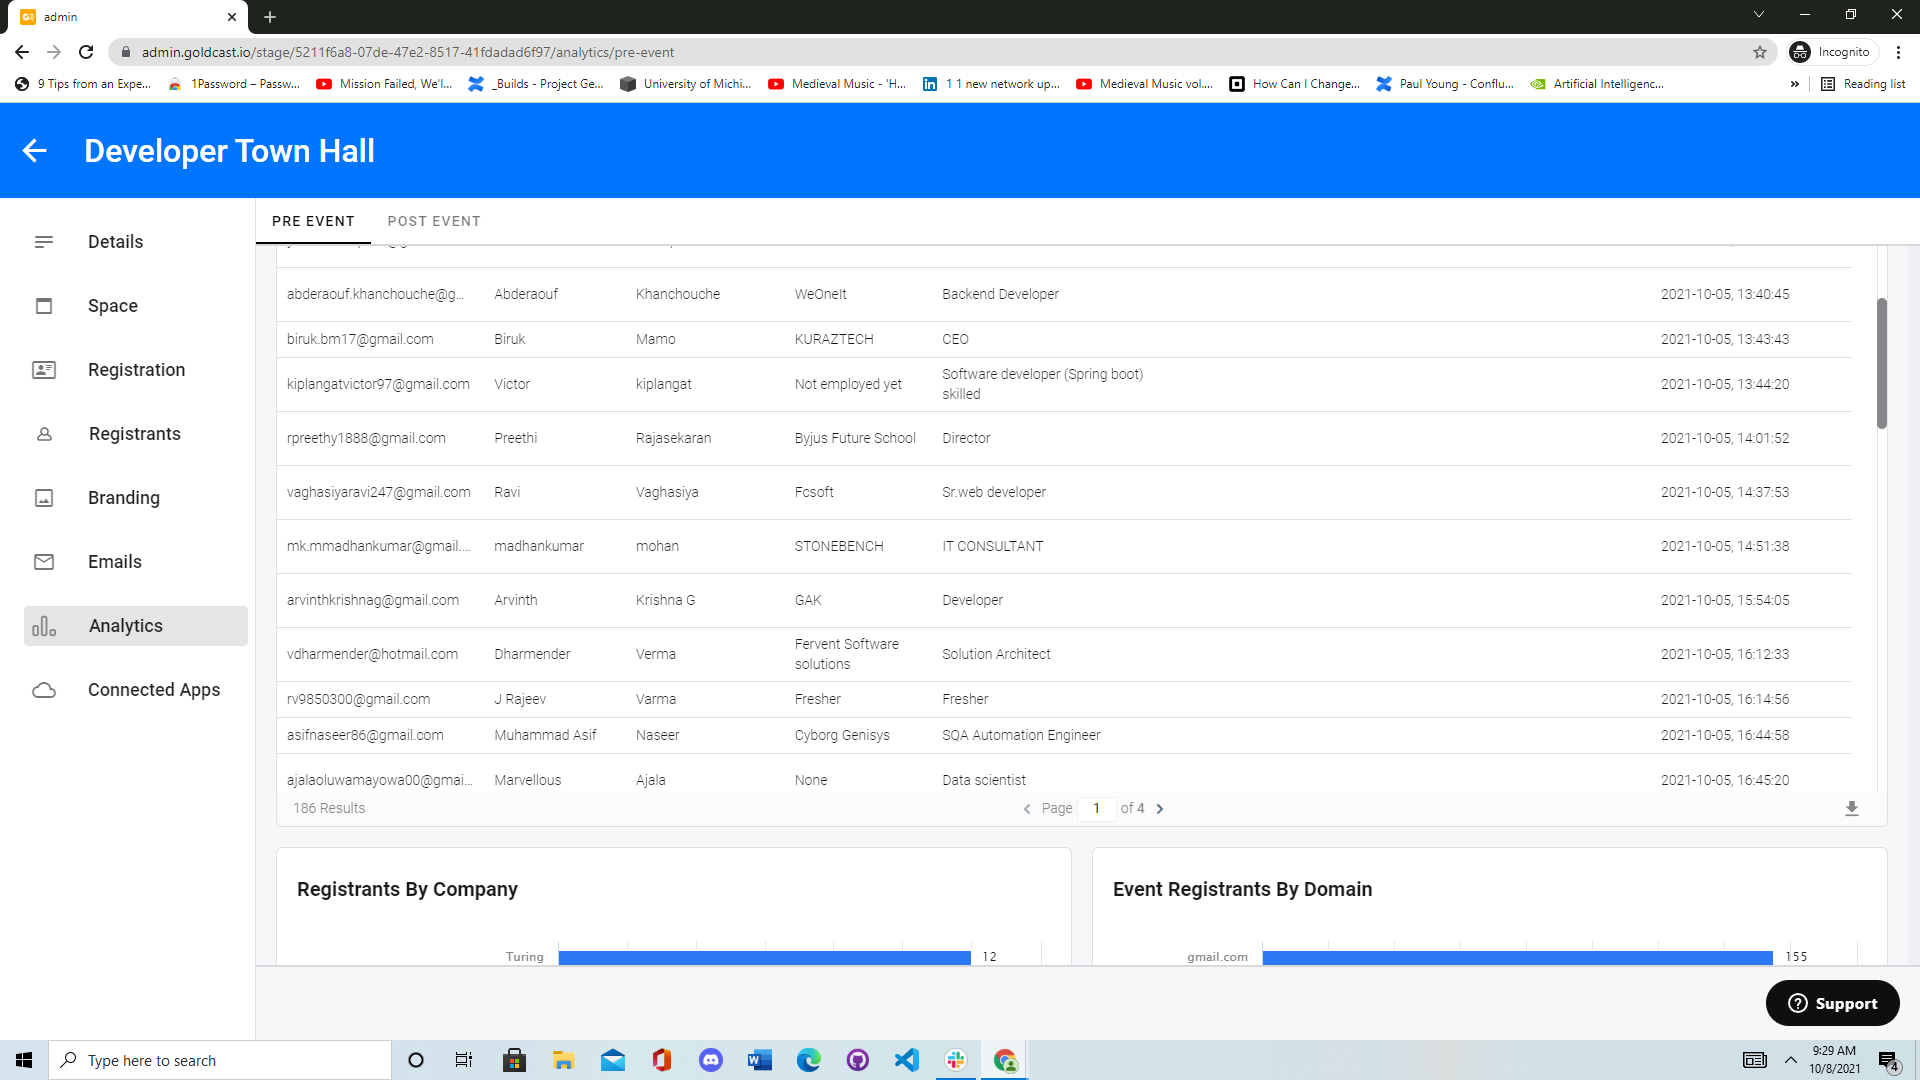 admin
admin.goldcast.io/stage/5211f6a8-07de-47e2-8517-41fdadad6f97/analytics/pre-event
Incognito
9 Tips from an Expe...
1Password – Passw...
Mission Failed, We'l...
_Builds - Project Ge...
University of Michi...
Medieval Music - 'H...
1 1 new network up...
Medieval Music vol....
How Can I Change...
Paul Young - Conflu...
Artificial Intelligenc...
»
Reading list
Developer Town Hall
Details
Space
Registration
Registrants
Branding
Emails
Analytics
Connected Apps
PRE EVENT POST EVENT
abderaouf.khanchouche@g... Abderaouf Khanchouche WeOneIt Backend Developer 2021-10-05, 13:40:45
biruk.bm17@gmail.com Biruk Mamo KURAZTECH CEO 2021-10-05, 13:43:43
kiplangatvictor97@gmail.com Victor kiplangat Not employed yet Software developer (Spring boot) skilled 2021-10-05, 13:44:20
rpreethy1888@gmail.com Preethi Rajasekaran Byjus Future School Director 2021-10-05, 14:01:52
vaghasiyaravi247@gmail.com Ravi Vaghasiya Fcsoft Sr.web developer 2021-10-05, 14:37:53
mk.mmadhankumar@gmail.... madhankumar mohan STONEBENCH IT CONSULTANT 2021-10-05, 14:51:38
arvinthkrishnag@gmail.com Arvinth Krishna G GAK Developer 2021-10-05, 15:54:05
vdharmender@hotmail.com Dharmender Verma Fervent Software solutions Solution Architect 2021-10-05, 16:12:33
rv9850300@gmail.com J Rajeev Varma Fresher Fresher 2021-10-05, 16:14:56
asifnaseer86@gmail.com Muhammad Asif Naseer Cyborg Genisys SQA Automation Engineer 2021-10-05, 16:44:58
ajalaoluwamayowa00@gmai... Marvellous Ajala None Data scientist 2021-10-05, 16:45:20
186 Results
Page 1 of 4
Registrants By Company
Turing 12
Event Registrants By Domain
gmail.com 155
Support
Type here to search
9:29 AM
10/8/2021
4